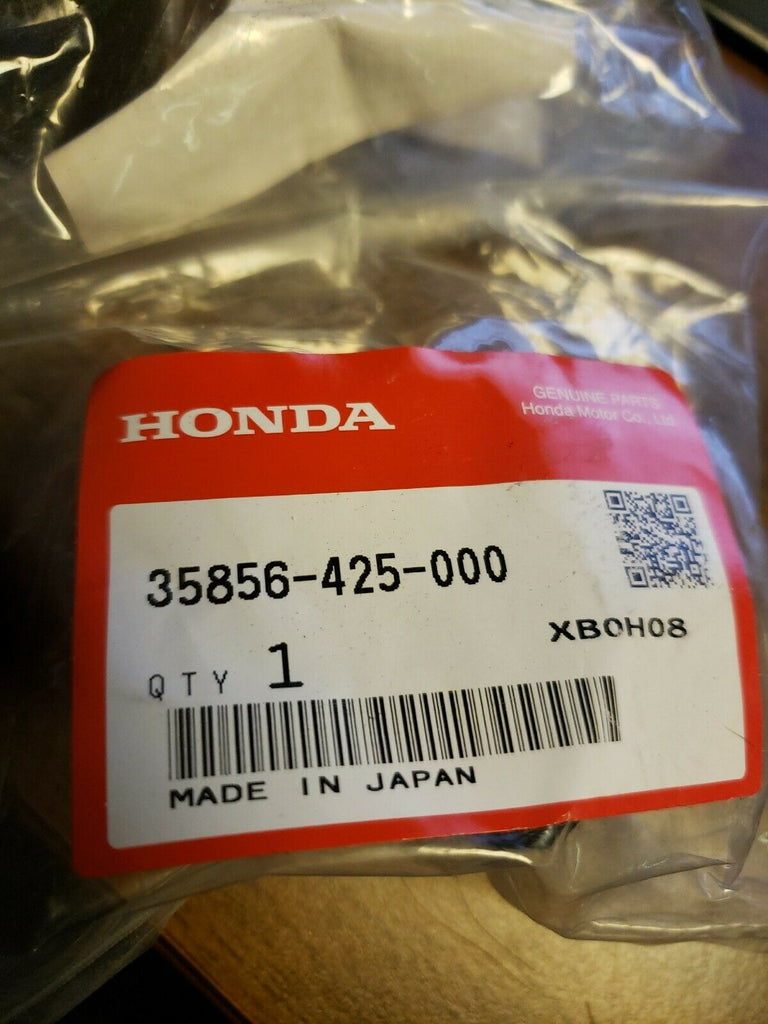 HONDA
GENUINE PARTS
Honda Motor Co., Ltd.
35856-425-000
XB0H08
QTY 1
MADE IN JAPAN